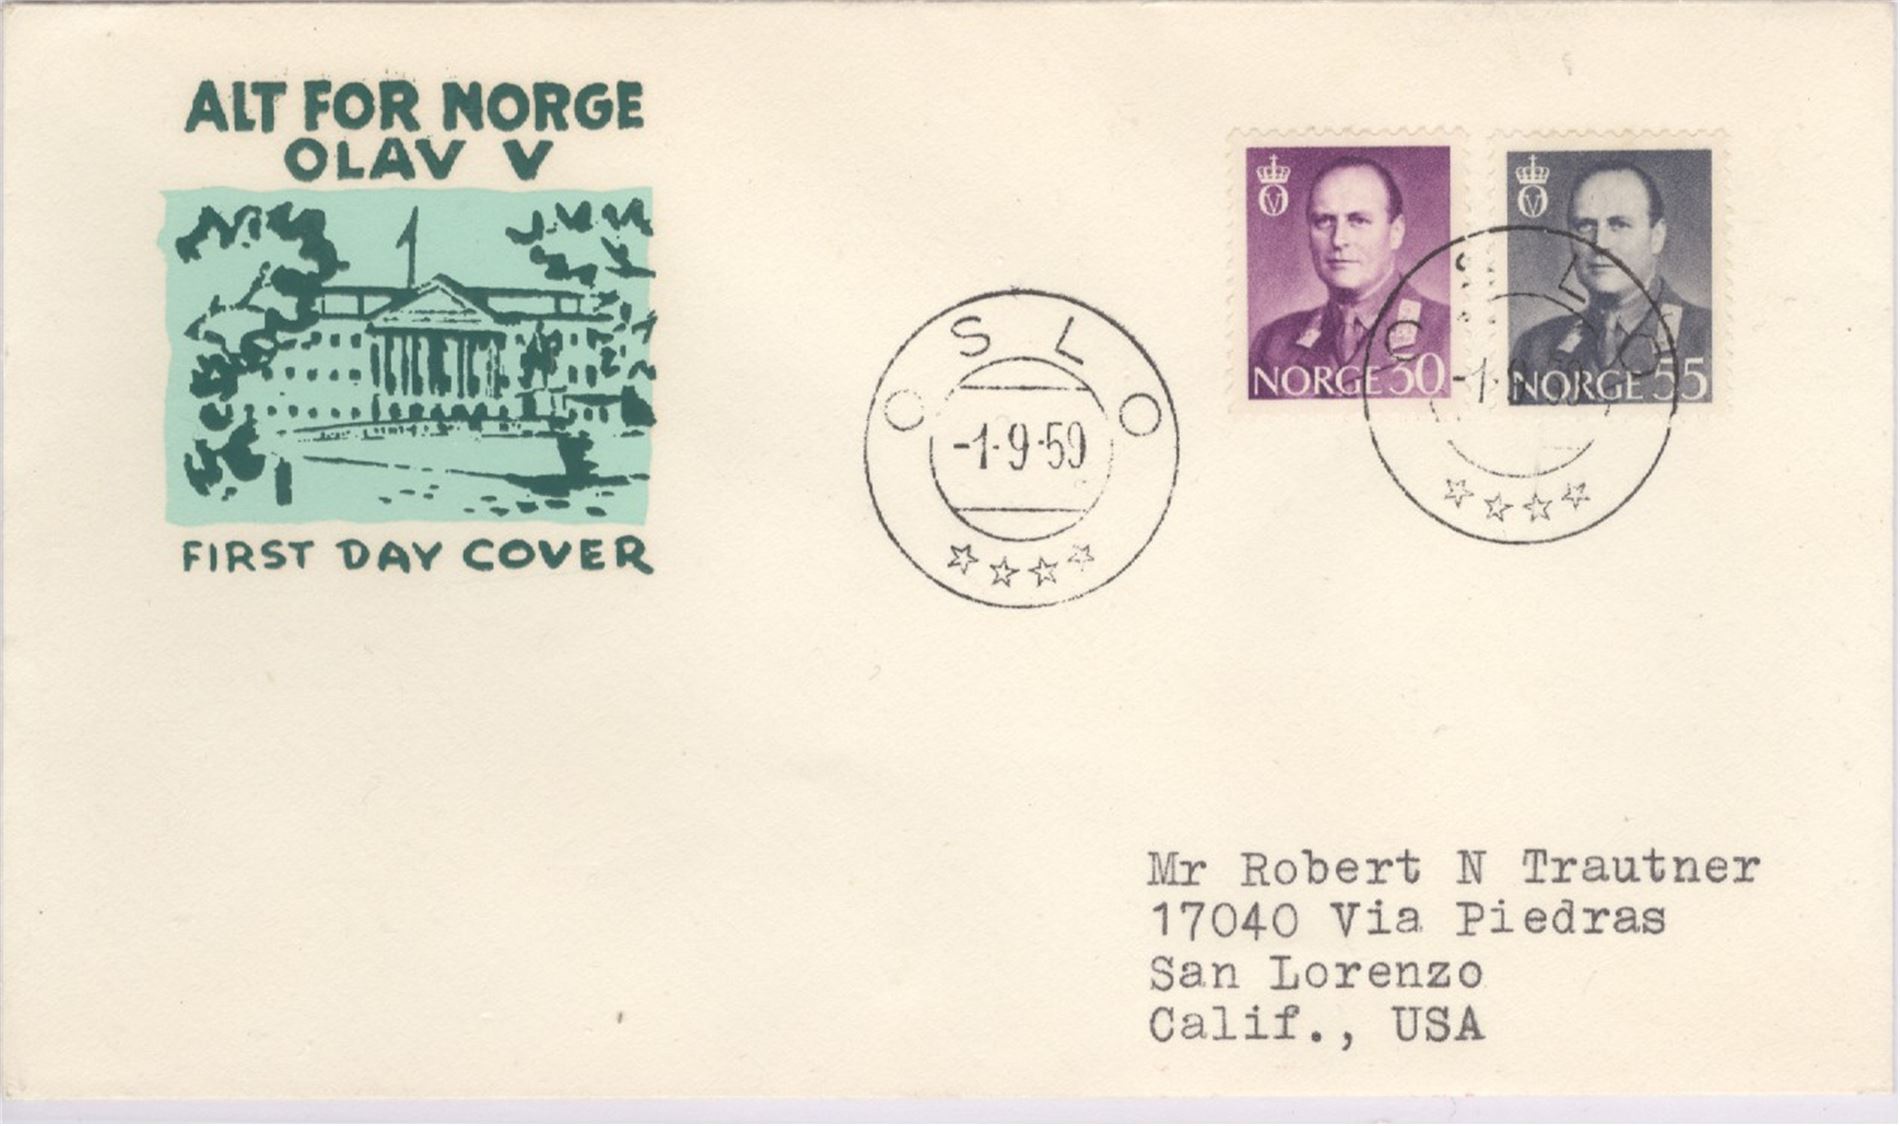 ALT FOR NORGE
OLAV V
FIRST DAY COVER
OSLO
-1-9-59
NORGE 30
NORGE 55
OSLO
Mr Robert N Trautner
17040 Via Piedras
San Lorenzo
Calif., USA